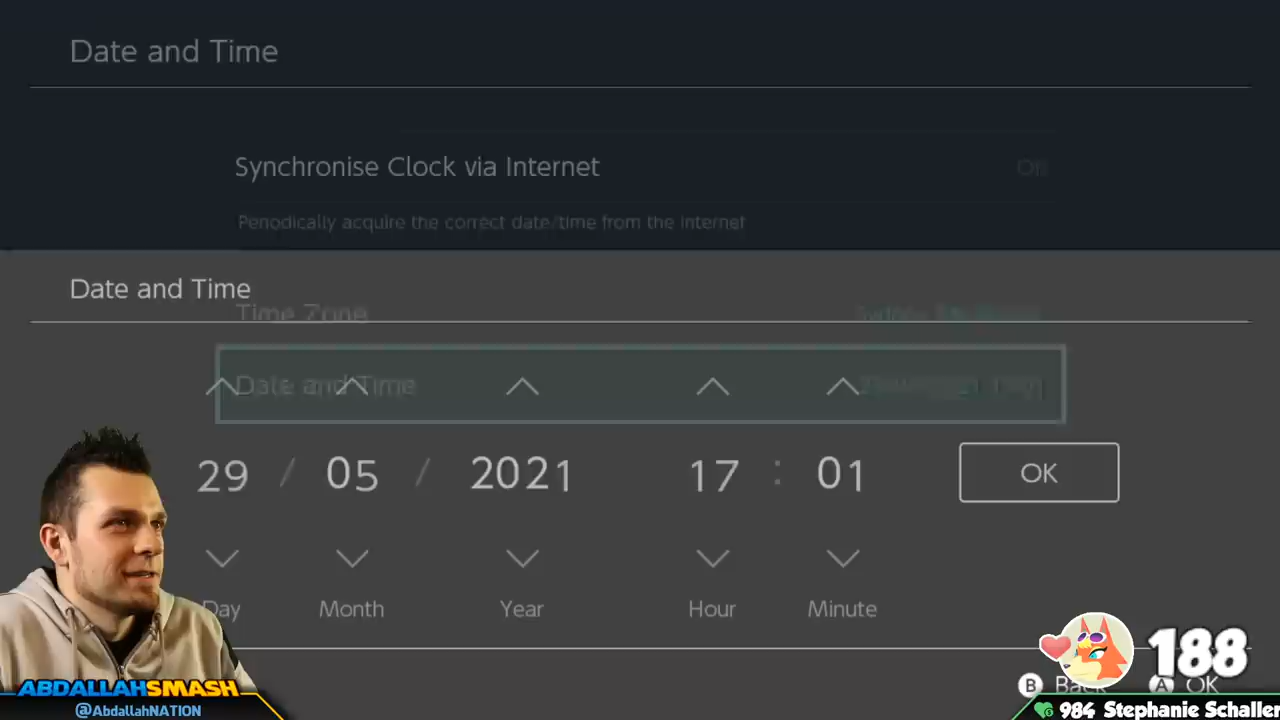 Date and Time
Synchronise Clock via Internet
On
Periodically acquire the correct date/time from the Internet
Date and Time
Time Zone
Date and Time
29 / 05 / 2021 17 : 01
OK
Day Month Year Hour Minute
188
B Back A OK
ABDALLAHSMASH
@AbdallahNATION
984 Stephanie Schaller